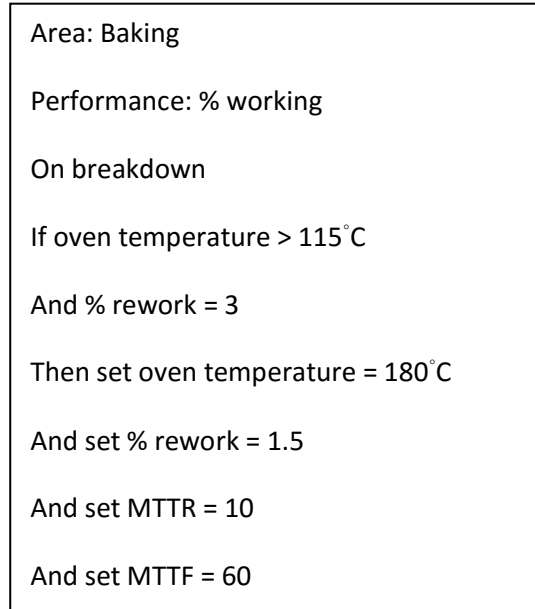 Area: Baking
Performance: % working
On breakdown
If oven temperature > 115°C
And % rework = 3
Then set oven temperature = 180°C
And set % rework = 1.5
And set MTTR = 10
And set MTTF = 60